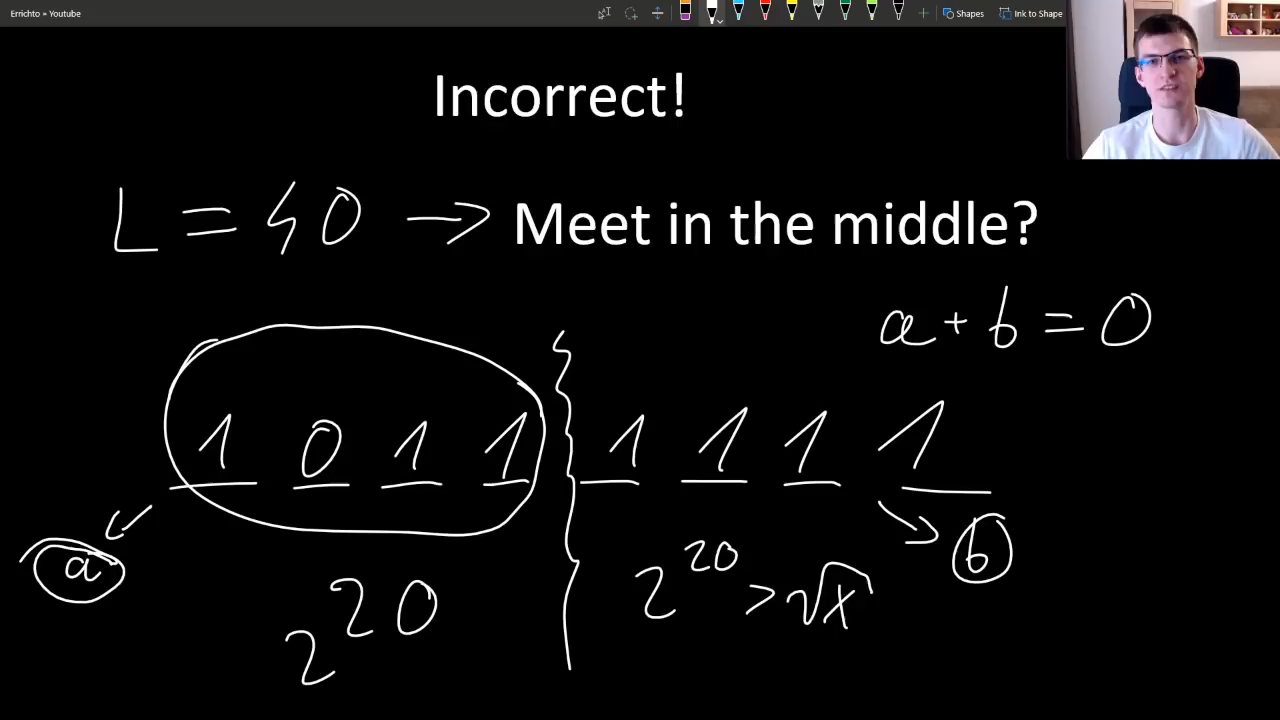 Errichto » Youtube
Shapes
Ink to Shape
Incorrect!
L = 40 → Meet in the middle?
a + b = 0
1 0 1 1 1 1 1 1
a
b
2^20
2^20 > √x